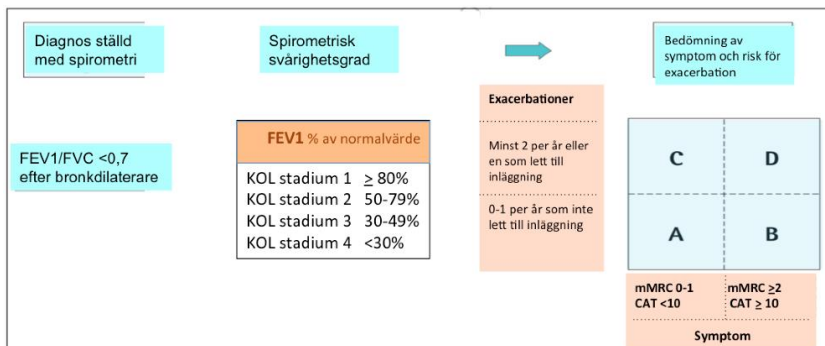 Diagnos ställd
med spirometri
FEV1/FVC <0,7
efter bronkdilaterare
Spirometrisk
svårighetsgrad
FEV1 % av normalvärde
KOL stadium 1 ≥ 80%
KOL stadium 2 50-79%
KOL stadium 3 30-49%
KOL stadium 4 <30%
Bedömning av
symptom och risk för
exacerbation
Exacerbationer
Minst 2 per år eller
en som lett till
inläggning
0-1 per år som inte
lett till inläggning
C D
A B
mMRC 0-1 mMRC ≥2
CAT <10 CAT ≥ 10
Symptom